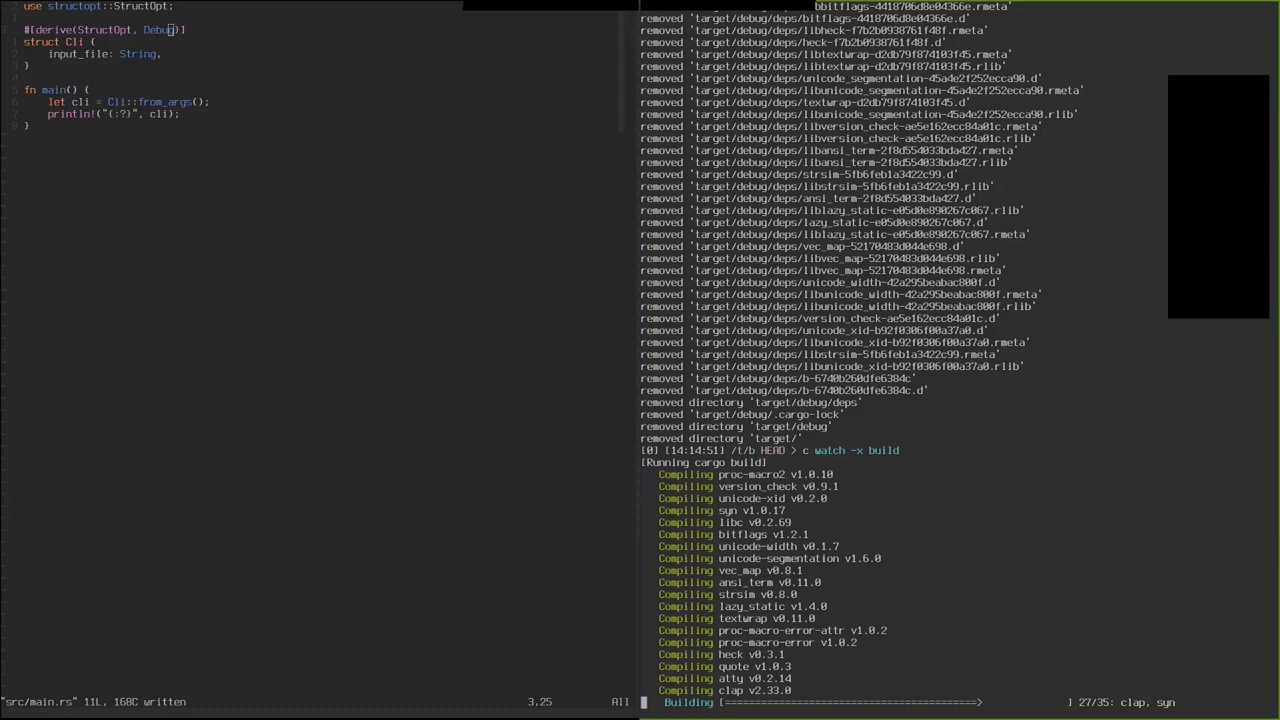 use structopt::StructOpt;
#[derive(StructOpt, Debug)]
struct Cli {
input_file: String,
}
fn main() {
let cli = Cli::from_args();
println!("{:?}", cli);
}
"src/main.rs" 11L, 168C written 3,25 All
removed 'target/debug/deps/bitflags-4418706d8e04366e.d'
removed 'target/debug/deps/libheck-f7b2b0938761f48f.rmeta'
removed 'target/debug/deps/heck-f7b2b0938761f48f.d'
removed 'target/debug/deps/libtextwrap-d2db79f874103f45.rmeta'
removed 'target/debug/deps/libtextwrap-d2db79f874103f45.rlib'
removed 'target/debug/deps/unicode_segmentation-45a4e2f252ecca90.d'
removed 'target/debug/deps/libunicode_segmentation-45a4e2f252ecca90.rmeta'
removed 'target/debug/deps/textwrap-d2db79f874103f45.d'
removed 'target/debug/deps/libunicode_segmentation-45a4e2f252ecca90.rlib'
removed 'target/debug/deps/libversion_check-ae5e162ecc84a01c.rmeta'
removed 'target/debug/deps/libversion_check-ae5e162ecc84a01c.rlib'
removed 'target/debug/deps/libansi_term-2f8d554033bda427.rmeta'
removed 'target/debug/deps/libansi_term-2f8d554033bda427.rlib'
removed 'target/debug/deps/strsim-5fb6feb1a3422c99.d'
removed 'target/debug/deps/libstrsim-5fb6feb1a3422c99.rlib'
removed 'target/debug/deps/ansi_term-2f8d554033bda427.d'
removed 'target/debug/deps/liblazy_static-e05d0e890267c067.rlib'
removed 'target/debug/deps/lazy_static-e05d0e890267c067.d'
removed 'target/debug/deps/liblazy_static-e05d0e890267c067.rmeta'
removed 'target/debug/deps/vec_map-52170483d044e698.d'
removed 'target/debug/deps/libvec_map-52170483d044e698.rlib'
removed 'target/debug/deps/libvec_map-52170483d044e698.rmeta'
removed 'target/debug/deps/unicode_width-42a295beabac800f.d'
removed 'target/debug/deps/libunicode_width-42a295beabac800f.rmeta'
removed 'target/debug/deps/libunicode_width-42a295beabac800f.rlib'
removed 'target/debug/deps/version_check-ae5e162ecc84a01c.d'
removed 'target/debug/deps/unicode_xid-b92f0306f00a37a0.d'
removed 'target/debug/deps/libunicode_xid-b92f0306f00a37a0.rmeta'
removed 'target/debug/deps/libstrsim-5fb6feb1a3422c99.rmeta'
removed 'target/debug/deps/libunicode_xid-b92f0306f00a37a0.rlib'
removed 'target/debug/deps/b-6740b260dfe6384c'
removed 'target/debug/deps/b-6740b260dfe6384c.d'
removed directory 'target/debug/deps'
removed 'target/debug/.cargo-lock'
removed directory 'target/debug'
removed directory 'target/'
[0] [14:14:51] /t/b HEAD > c watch -x build
[Running cargo build]
Compiling proc-macro2 v1.0.10
Compiling version_check v0.9.1
Compiling unicode-xid v0.2.0
Compiling syn v1.0.17
Compiling libc v0.2.69
Compiling bitflags v1.2.1
Compiling unicode-width v0.1.7
Compiling unicode-segmentation v1.6.0
Compiling vec_map v0.8.1
Compiling ansi_term v0.11.0
Compiling strsim v0.8.0
Compiling lazy_static v1.4.0
Compiling textwrap v0.11.0
Compiling proc-macro-error-attr v1.0.2
Compiling proc-macro-error v1.0.2
Compiling heck v0.3.1
Compiling quote v1.0.3
Compiling atty v0.2.14
Compiling clap v2.33.0
Building [==========================================> ] 27/35: clap, syn